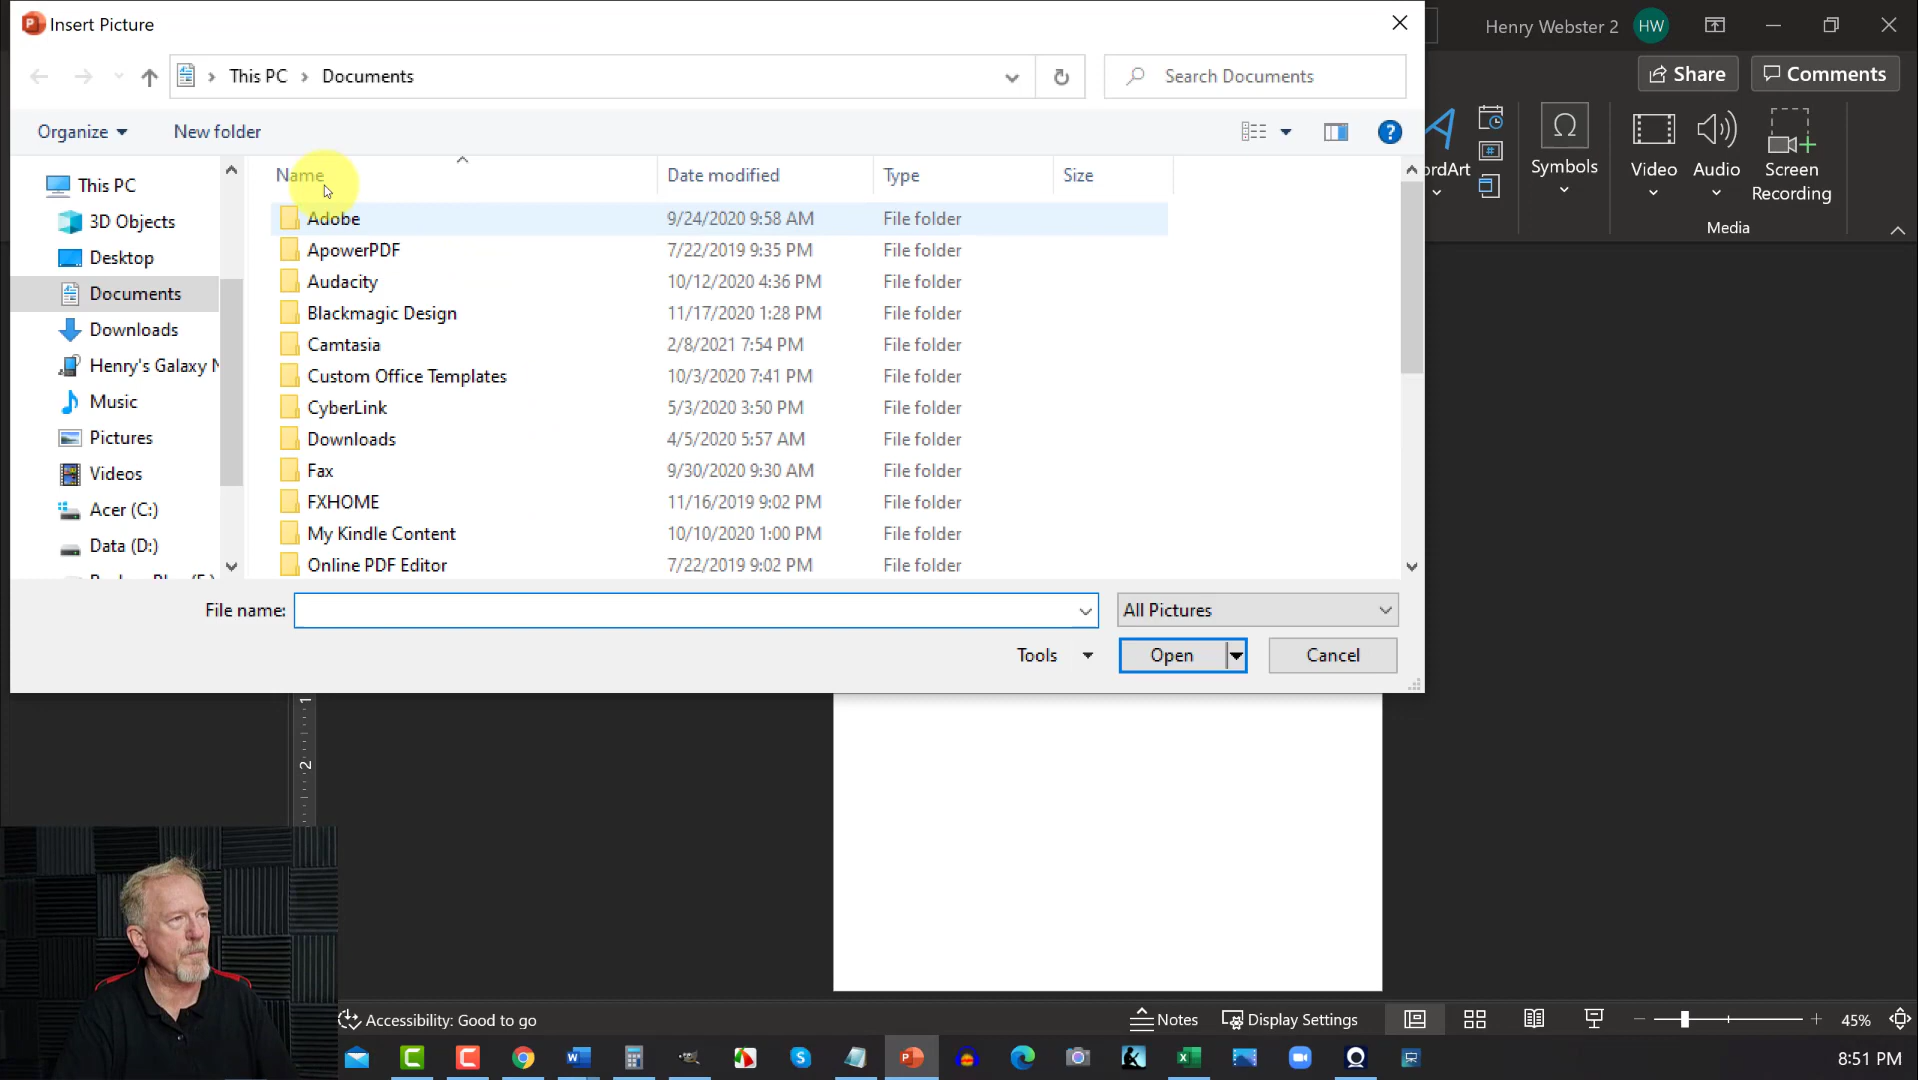 Insert Picture
Henry Webster 2
HW
This PC
Documents
Search Documents
Share
Comments
Organize
New folder
Name
Date modified
Type
Size
This PC
3D Objects
Desktop
Documents
Downloads
Henry's Galaxy N
Music
Pictures
Videos
Acer (C:)
Data (D:)
Adobe 9/24/2020 9:58 AM File folder
ApowerPDF 7/22/2019 9:35 PM File folder
Audacity 10/12/2020 4:36 PM File folder
Blackmagic Design 11/17/2020 1:28 PM File folder
Camtasia 2/8/2021 7:54 PM File folder
Custom Office Templates 10/3/2020 7:41 PM File folder
CyberLink 5/3/2020 3:50 PM File folder
Downloads 4/5/2020 5:57 AM File folder
Fax 9/30/2020 9:30 AM File folder
FXHOME 11/16/2019 9:02 PM File folder
My Kindle Content 10/10/2020 1:00 PM File folder
Online PDF Editor 7/22/2019 9:02 PM File folder
ordArt
Symbols
Video
Audio
Screen
Recording
Media
File name:
All Pictures
Tools
Open
Cancel
1
2
Accessibility: Good to go
Notes
Display Settings
45%
8:51 PM